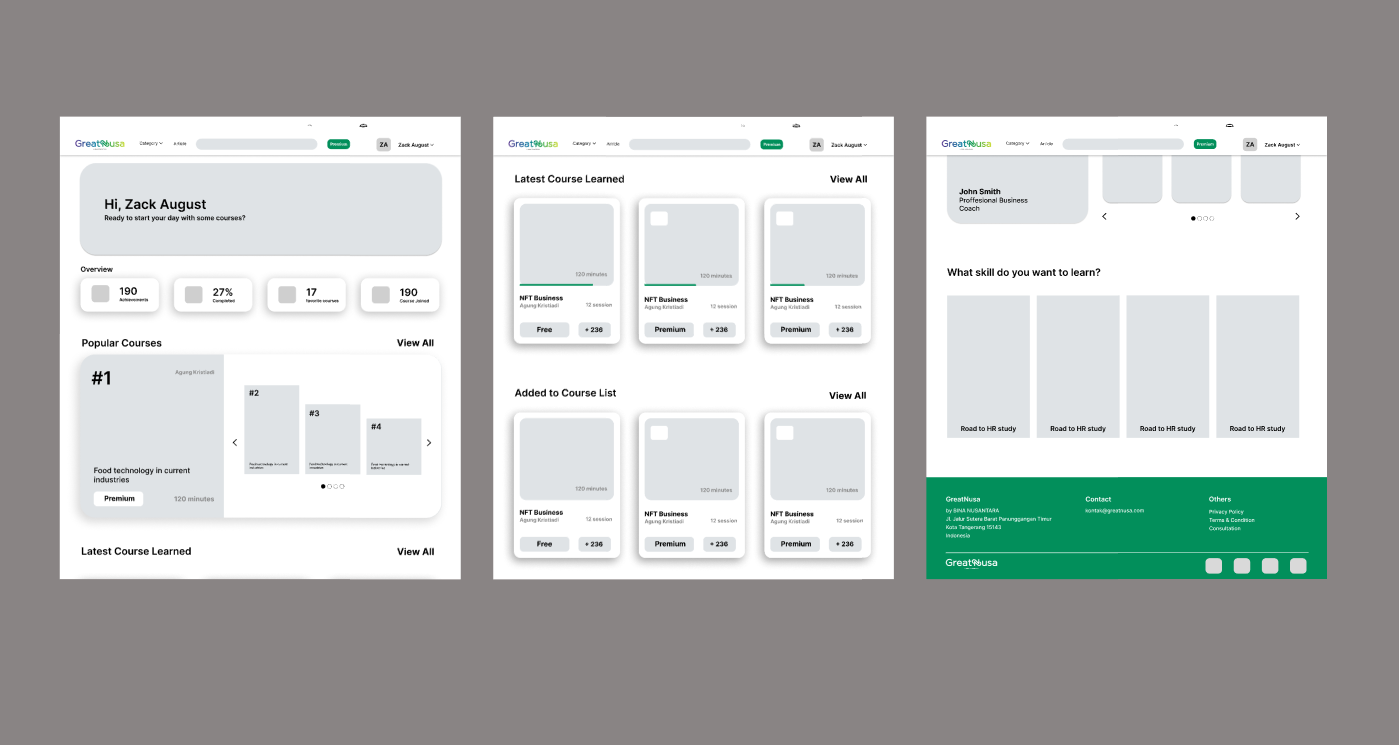 GreatNusa
Category
Article
Premium
ZA
Zack August
Hi, Zack August
Ready to start your day with some courses?
Overview
190
Achievements
27%
Completed
17
favorite courses
190
Course Joined
Popular Courses
View All
#1
Agung Kristiadi
Food technology in current
industries
Premium
120 minutes
#2
Food technology in current
industries
#3
Food technology in current
industries
#4
Food technology in current
industries
Latest Course Learned
View All
GreatNusa
Category
Article
Premium
ZA
Zack August
Latest Course Learned
View All
120 minutes
NFT Business
Agung Kristiadi
12 session
Free
+ 236
120 minutes
NFT Business
Agung Kristiadi
12 session
Premium
+ 236
120 minutes
NFT Business
Agung Kristiadi
12 session
Premium
+ 236
Added to Course List
View All
120 minutes
NFT Business
Agung Kristiadi
12 session
Free
+ 236
120 minutes
NFT Business
Agung Kristiadi
12 session
Premium
+ 236
120 minutes
NFT Business
Agung Kristiadi
12 session
Premium
+ 236
GreatNusa
Category
Article
Premium
ZA
Zack August
John Smith
Proffesional Business
Coach
What skill do you want to learn?
Road to HR study
Road to HR study
Road to HR study
Road to HR study
GreatNusa
by BINA NUSANTARA
Jl. Jalur Sutera Barat Panunggangan Timur
Kota Tangerang 15143
Indonesia
Contact
kontak@greatnusa.com
Others
Privacy Policy
Terms & Condition
Consultation
GreatNusa